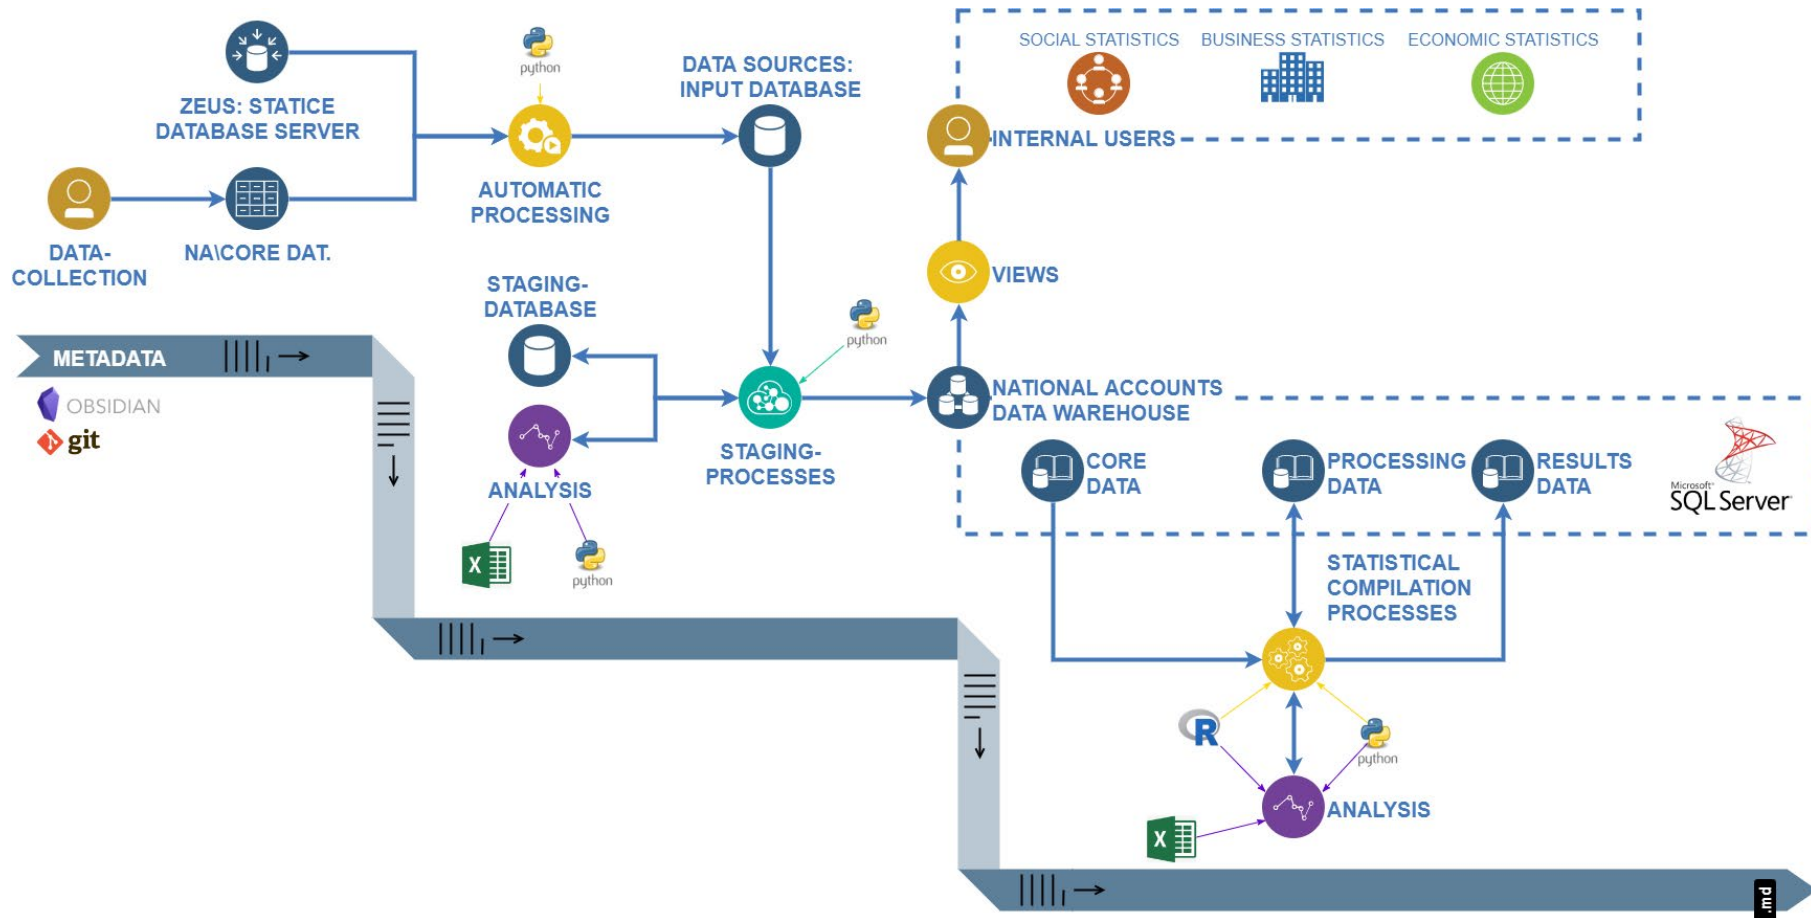 SOCIAL STATISTICS
BUSINESS STATISTICS
ECONOMIC STATISTICS
python
DATA SOURCES:
INPUT DATABASE
ZEUS: STATICE
DATABASE SERVER
INTERNAL USERS
AUTOMATIC
PROCESSING
DATA-
COLLECTION
NA\CORE DAT.
VIEWS
STAGING-
DATABASE
python
METADATA
OBSIDIAN
git
NATIONAL ACCOUNTS
DATA WAREHOUSE
STAGING-
PROCESSES
ANALYSIS
X
python
CORE
DATA
PROCESSING
DATA
RESULTS
DATA
Microsoft®
SQL Server
STATISTICAL
COMPILATION
PROCESSES
R
python
ANALYSIS
X
.md